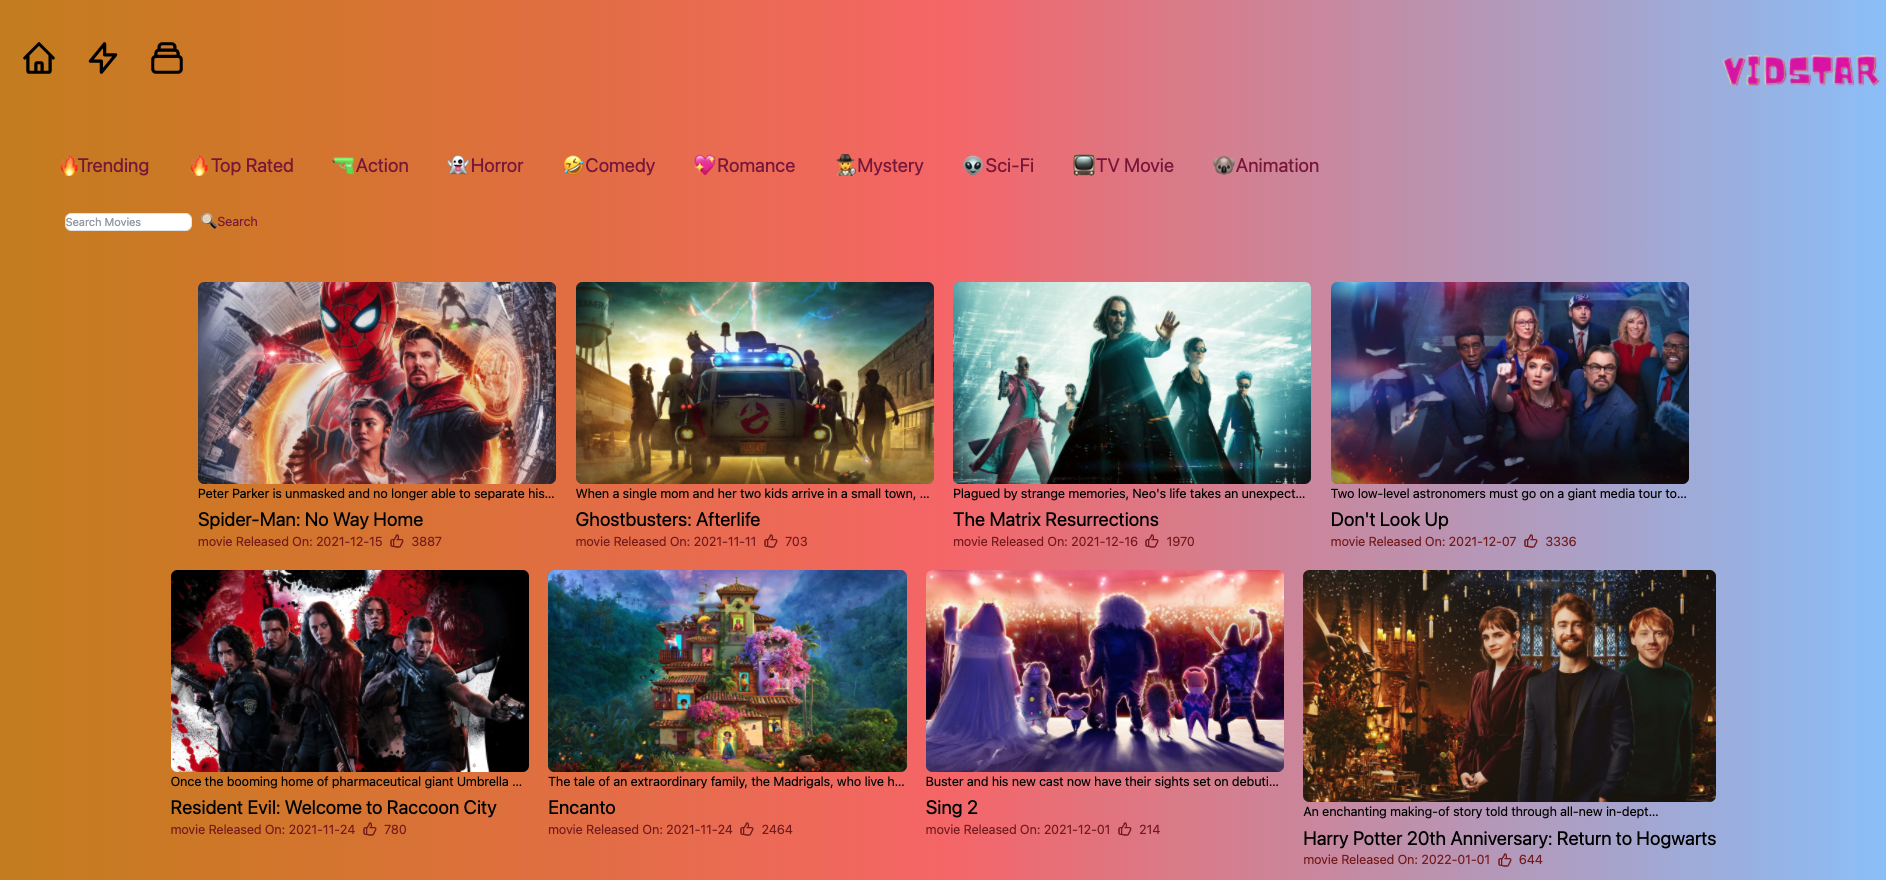 VIDSTAR
🔥Trending 🔥Top Rated 🔫Action 👻Horror 🤣Comedy 💖Romance 🕵Mystery 👽Sci-Fi 📺TV Movie 🐨Animation
Search Movies 🔍Search
Peter Parker is unmasked and no longer able to separate his...
Spider-Man: No Way Home
movie Released On: 2021-12-15 3887
When a single mom and her two kids arrive in a small town, ...
Ghostbusters: Afterlife
movie Released On: 2021-11-11 703
Plagued by strange memories, Neo's life takes an unexpect...
The Matrix Resurrections
movie Released On: 2021-12-16 1970
Two low-level astronomers must go on a giant media tour to...
Don't Look Up
movie Released On: 2021-12-07 3336
Once the booming home of pharmaceutical giant Umbrella ...
Resident Evil: Welcome to Raccoon City
movie Released On: 2021-11-24 780
The tale of an extraordinary family, the Madrigals, who live h...
Encanto
movie Released On: 2021-11-24 2464
Buster and his new cast now have their sights set on debuti...
Sing 2
movie Released On: 2021-12-01 214
An enchanting making-of story told through all-new in-dept...
Harry Potter 20th Anniversary: Return to Hogwarts
movie Released On: 2022-01-01 644